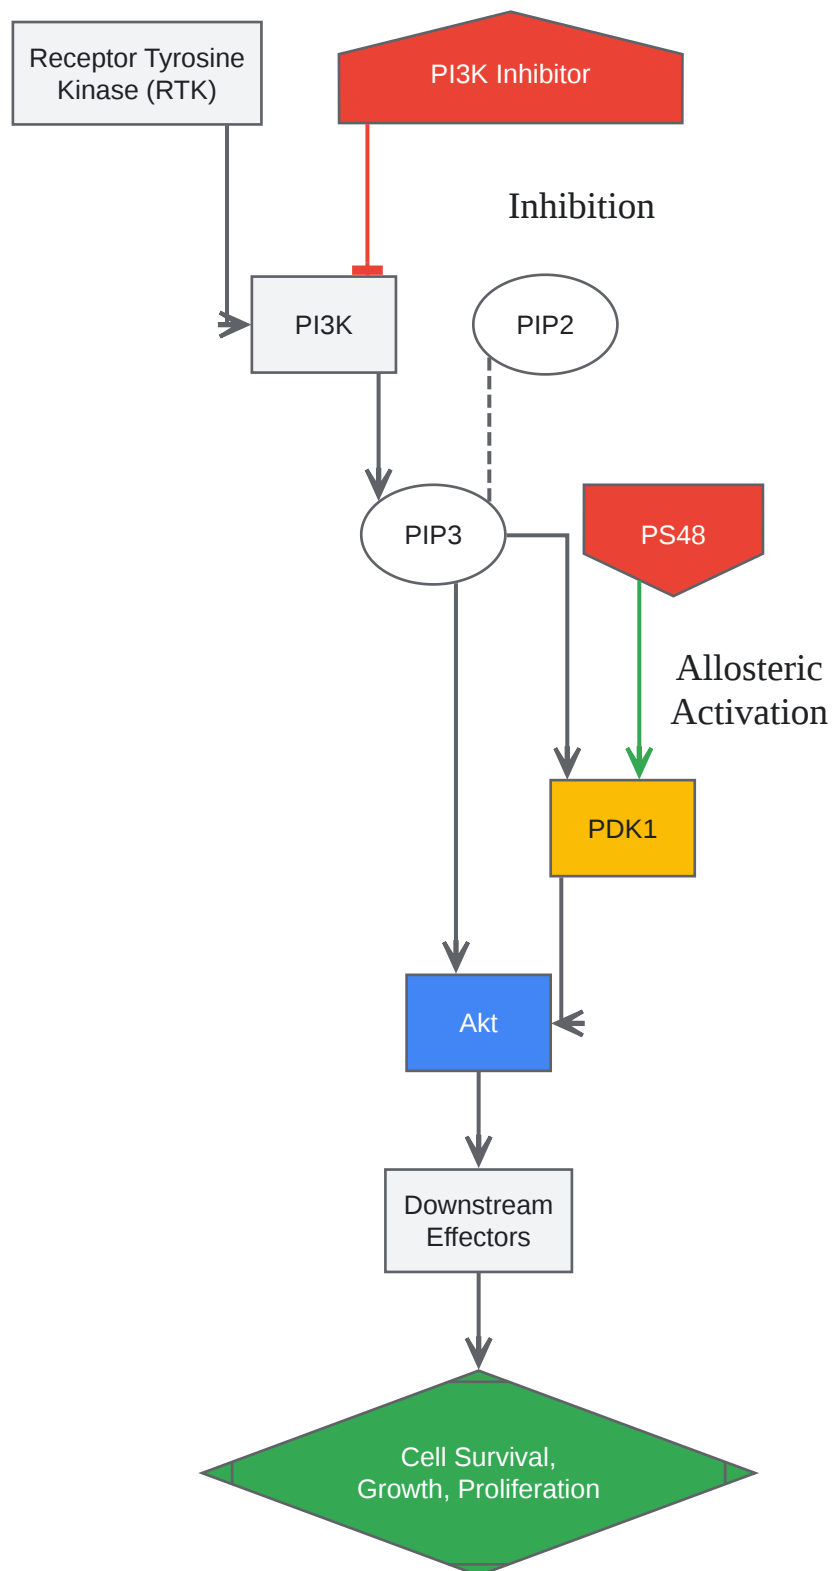 Receptor Tyrosine
Kinase (RTK)
PI3K Inhibitor
Inhibition
PI3K
PIP2
PIP3
PS48
Allosteric
Activation
PDK1
Akt
Downstream
Effectors
Cell Survival,
Growth, Proliferation